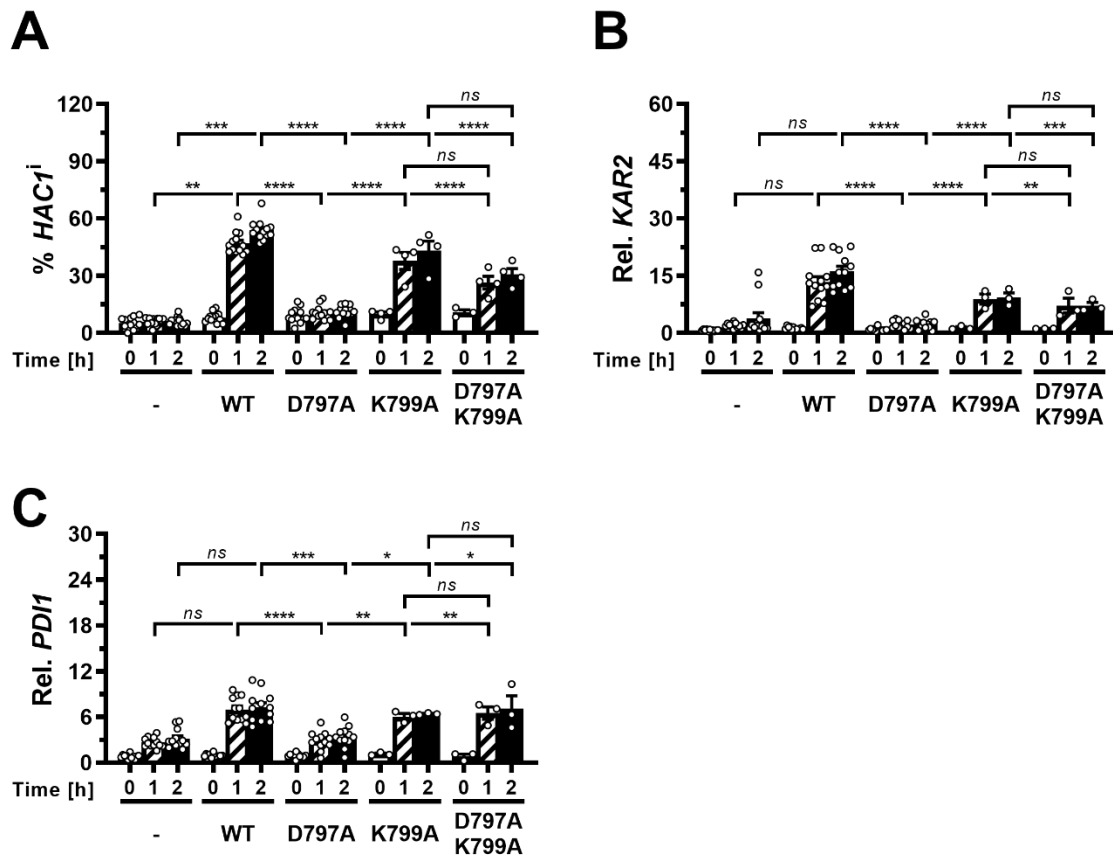 A
% HAC1ⁱ
120
90
60
30
0
ns
*** **** **** ****
ns
** **** **** ****
Time [h] 0 1 2 0 1 2 0 1 2 0 1 2 0 1 2
- WT D797A K799A D797A
K799A
B
Rel. KAR2
60
45
30
15
0
ns
ns **** **** ***
ns
ns **** **** **
Time [h] 0 1 2 0 1 2 0 1 2 0 1 2 0 1 2
- WT D797A K799A D797A
K799A
C
Rel. PDI1
30
24
18
12
6
0
ns
ns *** * *
ns
ns **** ** **
Time [h] 0 1 2 0 1 2 0 1 2 0 1 2 0 1 2
- WT D797A K799A D797A
K799A